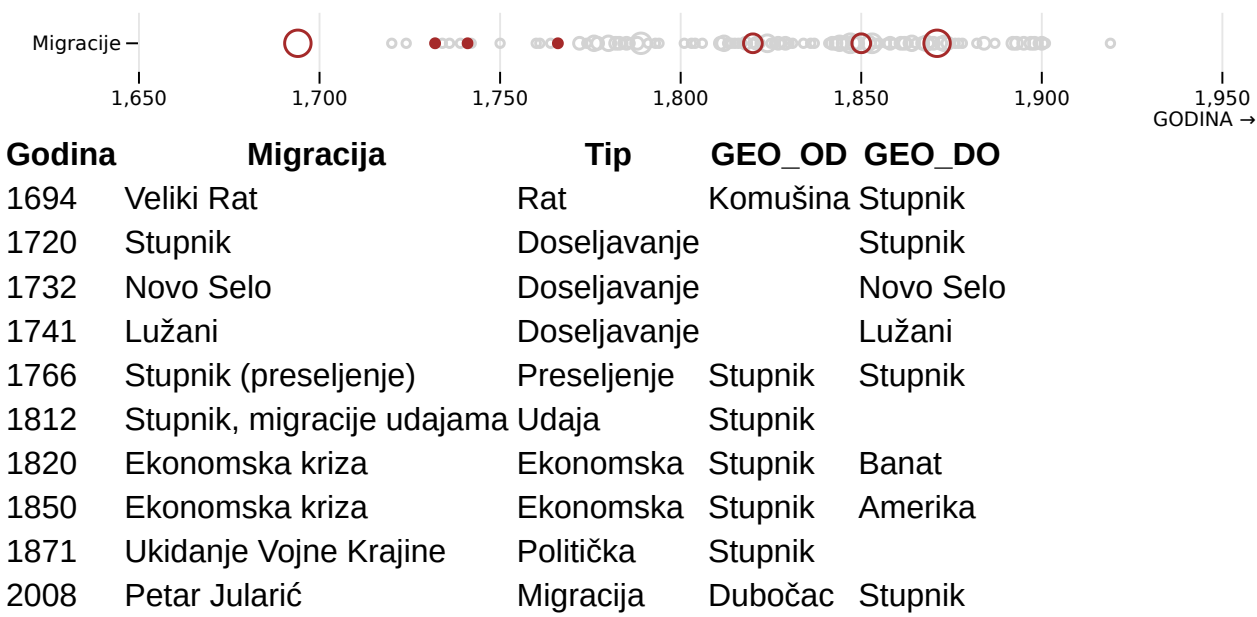 Migracije
1,650 1,700 1,750 1,800 1,850 1,900 1,950
GODINA →
Godina Migracija Tip GEO_OD GEO_DO
1694 Veliki Rat Rat Komušina Stupnik
1720 Stupnik Doseljavanje Stupnik
1732 Novo Selo Doseljavanje Novo Selo
1741 Lužani Doseljavanje Lužani
1766 Stupnik (preseljenje) Preseljenje Stupnik Stupnik
1812 Stupnik, migracije udajama Udaja Stupnik
1820 Ekonomska kriza Ekonomska Stupnik Banat
1850 Ekonomska kriza Ekonomska Stupnik Amerika
1871 Ukidanje Vojne Krajine Politička Stupnik
2008 Petar Jularić Migracija Dubočac Stupnik